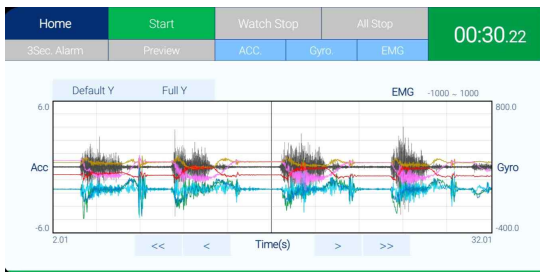 Home Start Watch Stop All Stop 00:30.22
3Sec. Alarm Preview ACC. Gyro. EMG
Default Y Full Y EMG -1000 ~ 1000
6.0 800.0
Acc Gyro
-6.0 -400.0
2.01 << < Time(s) > >> 32.01